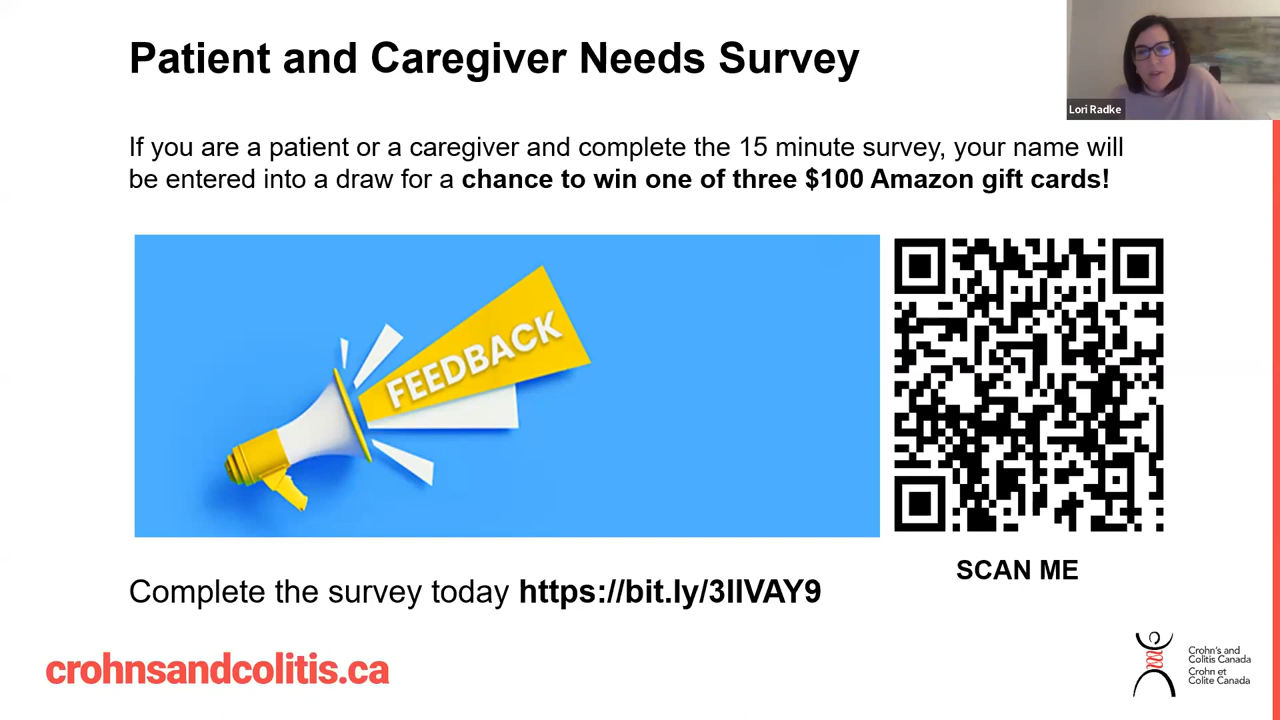 Patient and Caregiver Needs Survey
Lori Radke
If you are a patient or a caregiver and complete the 15 minute survey, your name will
be entered into a draw for a chance to win one of three $100 Amazon gift cards!
FEEDBACK
SCAN ME
Complete the survey today https://bit.ly/3IIVAY9
crohnsandcolitis.ca
Crohn's and
Colitis Canada
Crohn et
Colite Canada